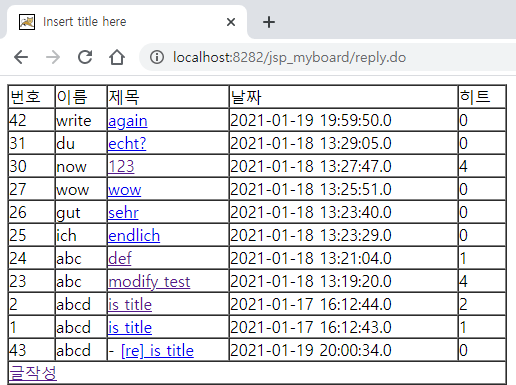 Insert title here
localhost:8282/jsp_myboard/reply.do
번호 이름 제목 날짜 히트
42 write again 2021-01-19 19:59:50.0 0
31 du echt? 2021-01-18 13:29:05.0 0
30 now 123 2021-01-18 13:27:47.0 4
27 wow wow 2021-01-18 13:25:51.0 0
26 gut sehr 2021-01-18 13:23:40.0 0
25 ich endlich 2021-01-18 13:23:29.0 0
24 abc def 2021-01-18 13:21:04.0 1
23 abc modify test 2021-01-18 13:19:20.0 4
2 abcd is title 2021-01-17 16:12:44.0 2
1 abcd is title 2021-01-17 16:12:43.0 1
43 abcd - [re] is title 2021-01-19 20:00:34.0 0
글작성